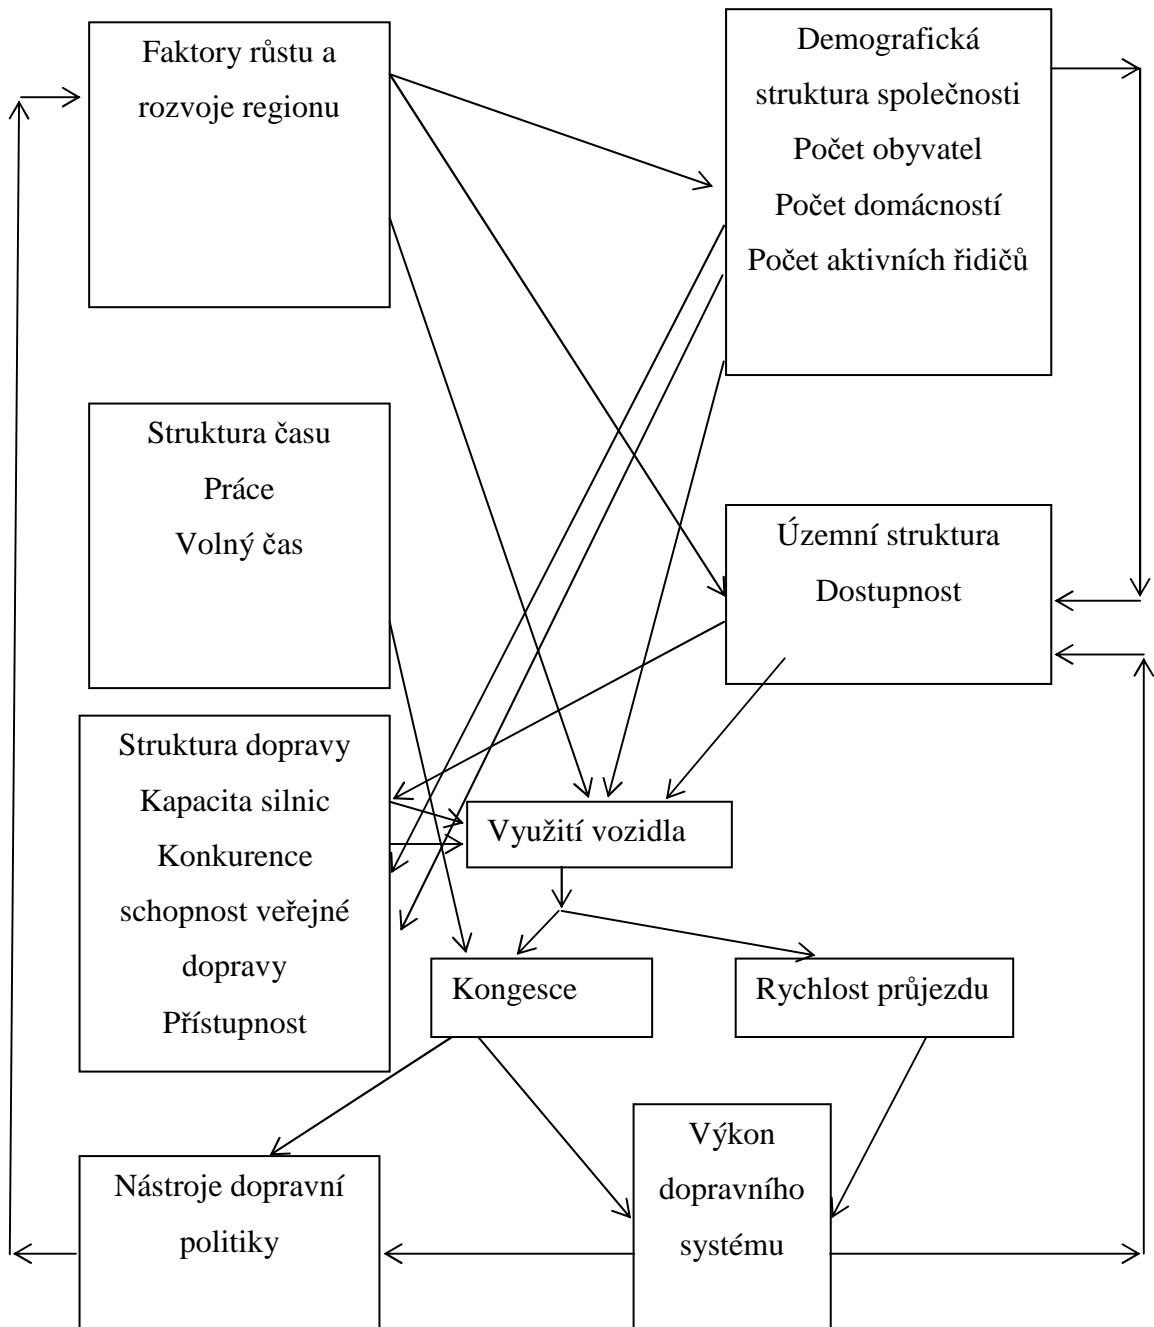 Faktory růstu a
rozvoje regionu
Demografická
struktura společnosti
Počet obyvatel
Počet domácností
Počet aktivních řidičů
Struktura času
Práce
Volný čas
Územní struktura
Dostupnost
Struktura dopravy
Kapacita silnic
Konkurence
schopnost veřejné
dopravy
Přístupnost
Využití vozidla
Kongesce
Rychlost průjezdu
Výkon
dopravního
systému
Nástroje dopravní
politiky